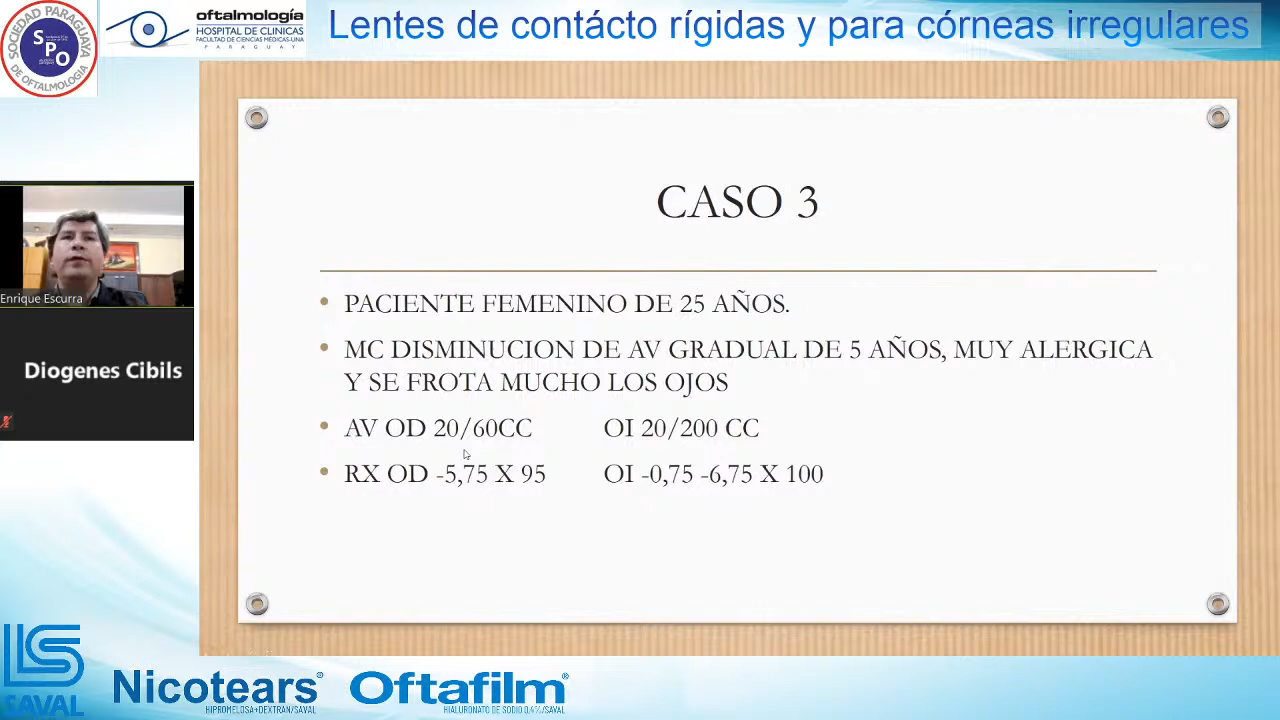 Lentes de contácto rígidas y para córneas irregulares
SOCIEDAD PARAGUAYA
SPO
DE OFTALMOLOGÍA
oftalmología
HOSPITAL DE CLINICAS
FACULTAD DE CIENCIAS MÉDICAS-UNA
PARAGUAY
CASO 3
• PACIENTE FEMENINO DE 25 AÑOS.
• MC DISMINUCION DE AV GRADUAL DE 5 AÑOS, MUY ALERGICA
Y SE FROTA MUCHO LOS OJOS
• AV OD 20/60CC OI 20/200 CC
• RX OD -5,75 X 95 OI -0,75 -6,75 X 100
Enrique Escurra
Diogenes Cibils
LS
SAVAL
Nicotears®
HIPROMELOSA+DEXTRAN/SAVAL
Oftafilm®
HIALURONATO DE SODIO 0.4%/SAVAL